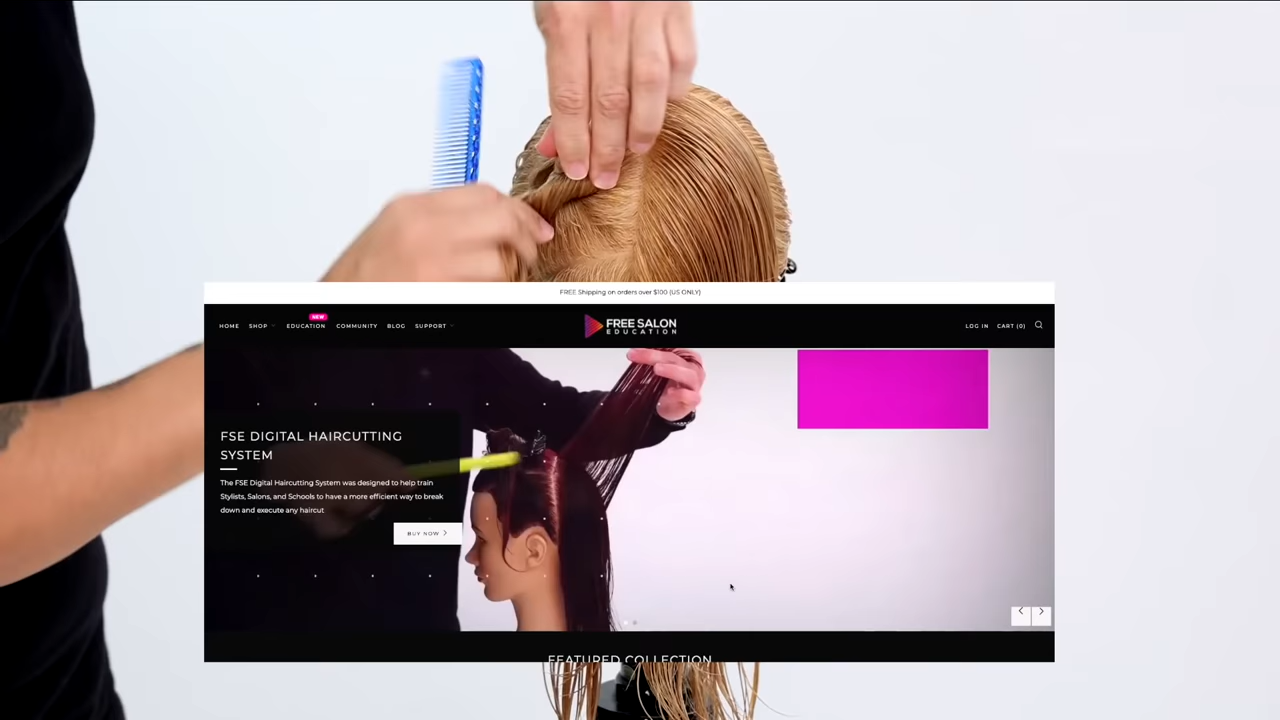 FREE Shipping on orders over $100 (US ONLY)
HOME SHOP EDUCATION NEW COMMUNITY BLOG SUPPORT
FREE SALON
EDUCATION
LOG IN CART (0)
FSE DIGITAL HAIRCUTTING
SYSTEM
The FSE Digital Haircutting System was designed to help train
Stylists, Salons, and Schools to have a more efficient way to break
down and execute any haircut
BUY NOW
FEATURED COLLECTION